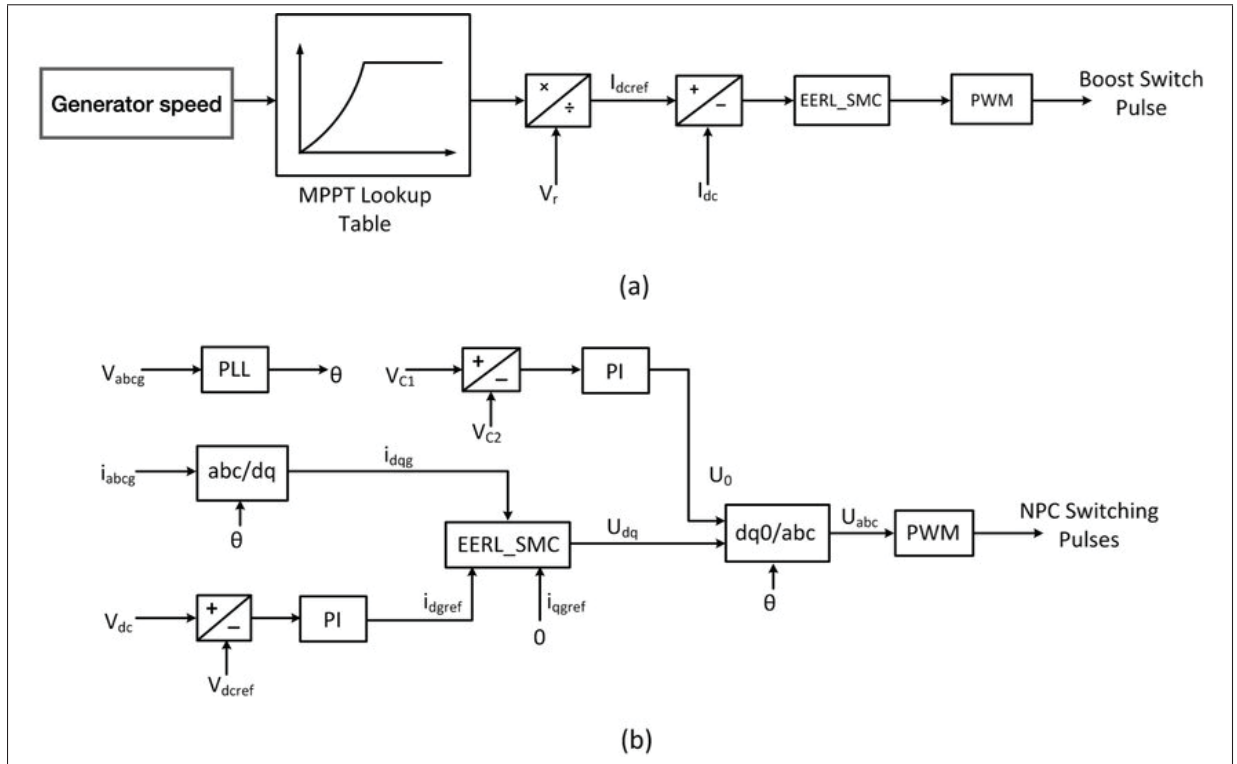 Generator speed
MPPT Lookup
Table
×
÷
V_r
I_dcref
+
−
I_dc
EERL_SMC
PWM
Boost Switch
Pulse
(a)
V_abcg
PLL
θ
V_C1
+
−
V_C2
PI
i_abcg
abc/dq
θ
i_dqg
U_0
EERL_SMC
U_dq
dq0/abc
θ
U_abc
PWM
NPC Switching
Pulses
V_dc
+
−
V_dcref
PI
i_dgref
i_qgref
0
(b)